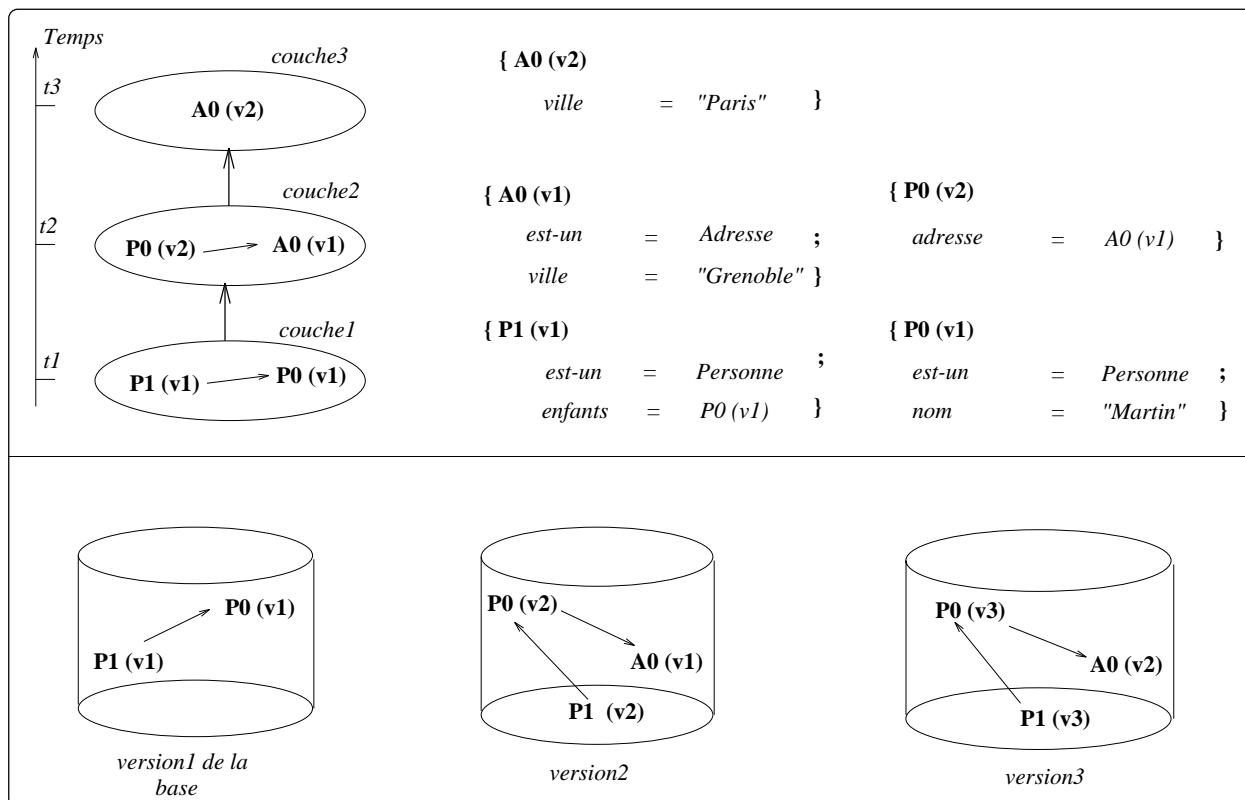 Temps
couche3
t3
A0 (v2)
{ A0 (v2)
ville = "Paris" }
couche2
t2
P0 (v2) A0 (v1)
{ A0 (v1)
est-un = Adresse ;
ville = "Grenoble" }
{ P0 (v2)
adresse = A0 (v1) }
couche1
t1
P1 (v1) P0 (v1)
{ P1 (v1)
est-un = Personne ;
enfants = P0 (v1) }
{ P0 (v1)
est-un = Personne ;
nom = "Martin" }
P0 (v1)
P1 (v1)
version1 de la
base
P0 (v2)
A0 (v1)
P1 (v2)
version2
P0 (v3)
A0 (v2)
P1 (v3)
version3